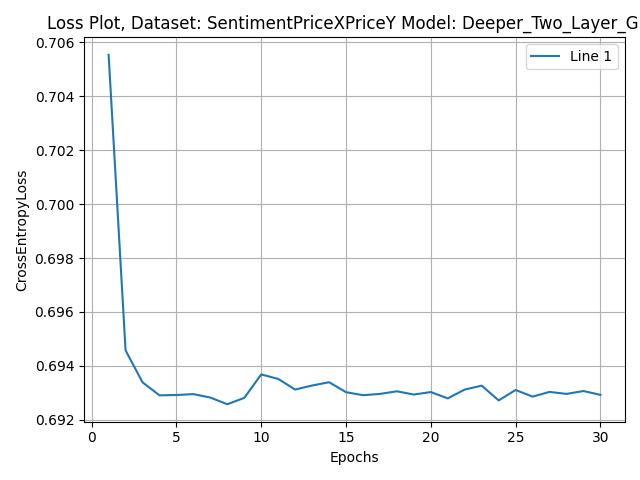 Loss Plot, Dataset: SentimentPriceXPriceY Model: Deeper_Two_Layer_G
Line 1
0.706
0.704
0.702
0.700
0.698
0.696
0.694
0.692
CrossEntropyLoss
0 5 10 15 20 25 30
Epochs